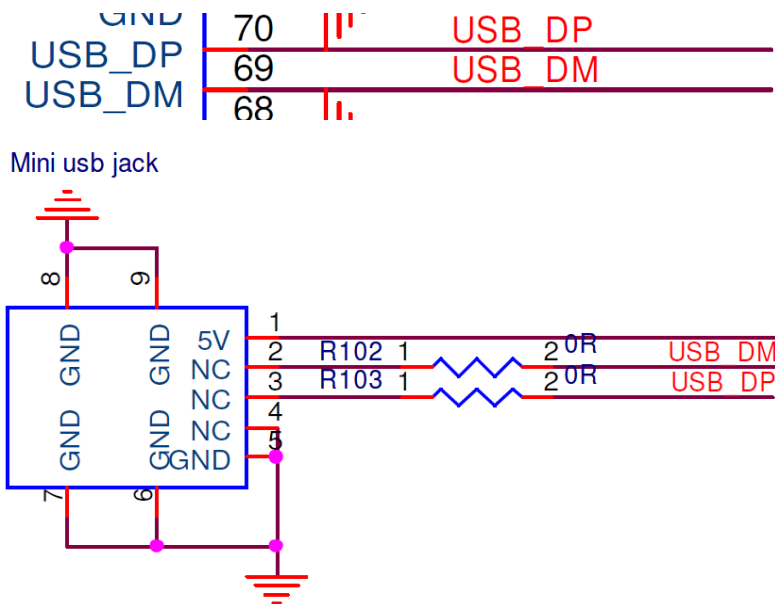 GND 70 USB_DP
USB_DP 69 USB_DM
USB_DM 68
Mini usb jack
8 9
GND GND 5V 1
NC 2 R102 1 2 0R USB_DM
NC 3 R103 1 2 0R USB_DP
GND GND NC 4
GND 5
7 6